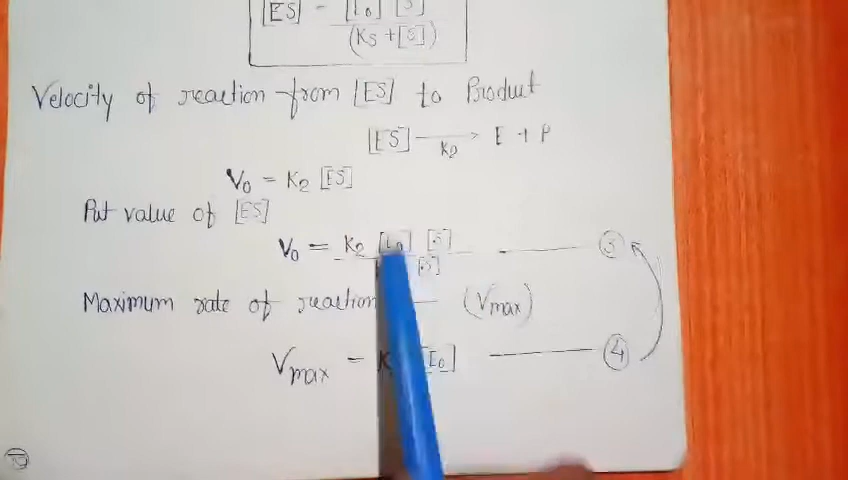 [ES] = [E₀] [S]
(Ks + [S])
Velocity of reaction from [ES] to Product
[ES] → E + P
K₂
V₀ = K₂ [ES]
Put value of [ES]
V₀ = K₂ [E₀] [S] — ③
[S]
Maximum rate of reaction — (Vmax)
Vmax = K [E₀] — ④